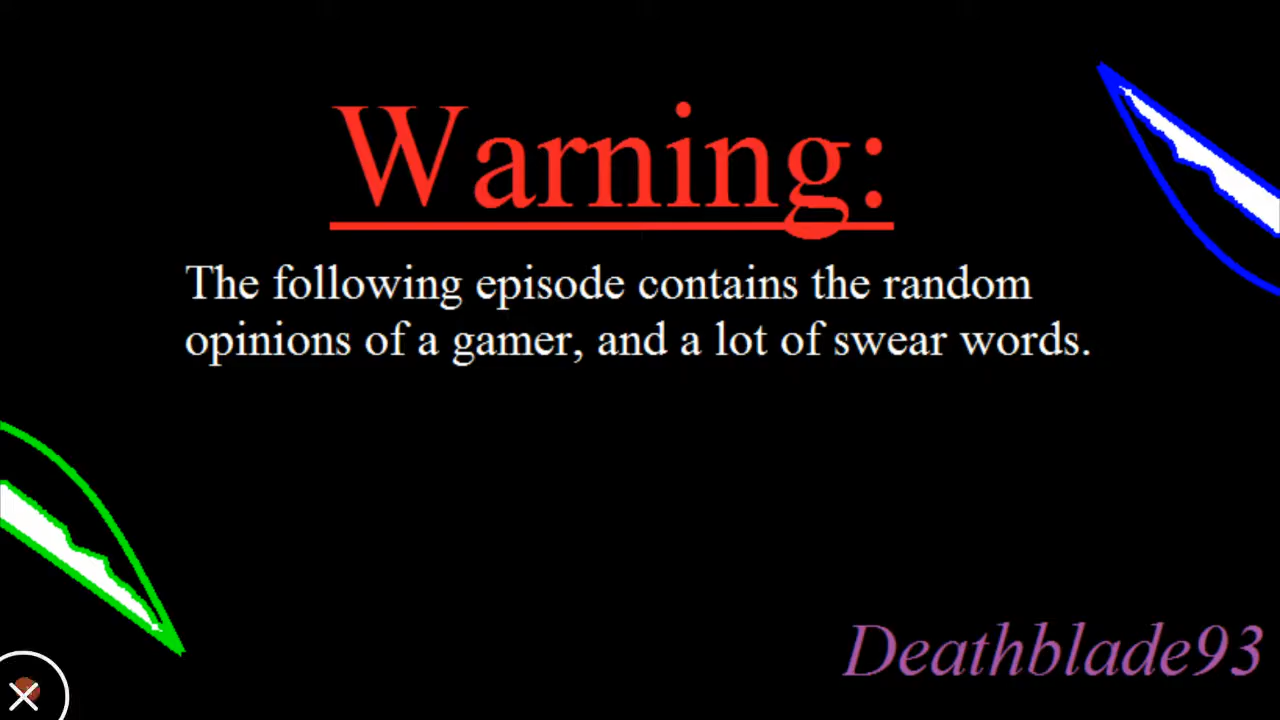 Warning:
The following episode contains the random
opinions of a gamer, and a lot of swear words.
Deathblade93